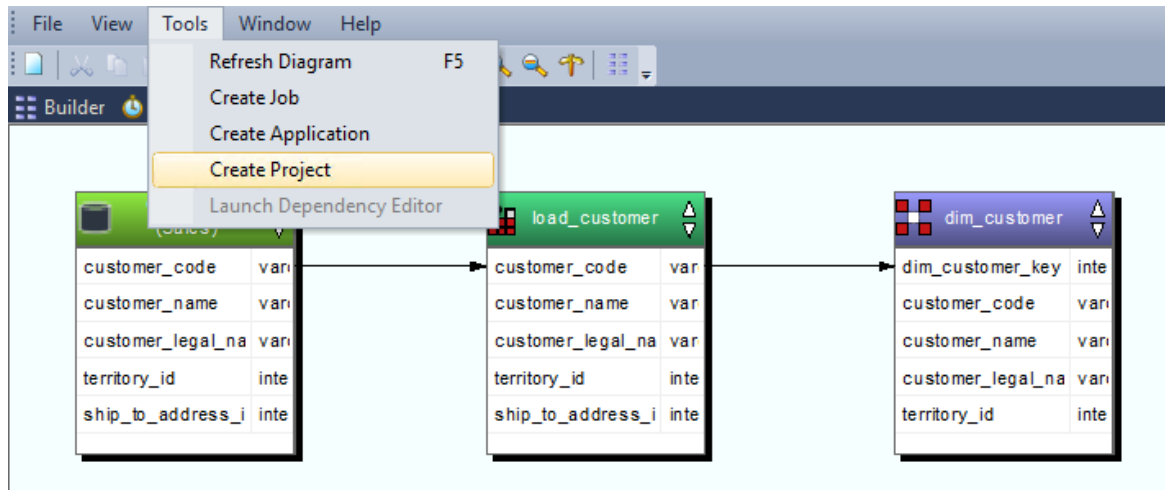 File View Tools Window Help
Refresh Diagram F5
Create Job
Create Application
Create Project
Launch Dependency Editor
Builder
(Sales)
customer_code var
customer_name var
customer_legal_na var
territory_id inte
ship_to_address_i inte
load_customer
customer_code var
customer_name var
customer_legal_na var
territory_id inte
ship_to_address_i inte
dim_customer
dim_customer_key inte
customer_code var
customer_name var
customer_legal_na var
territory_id inte